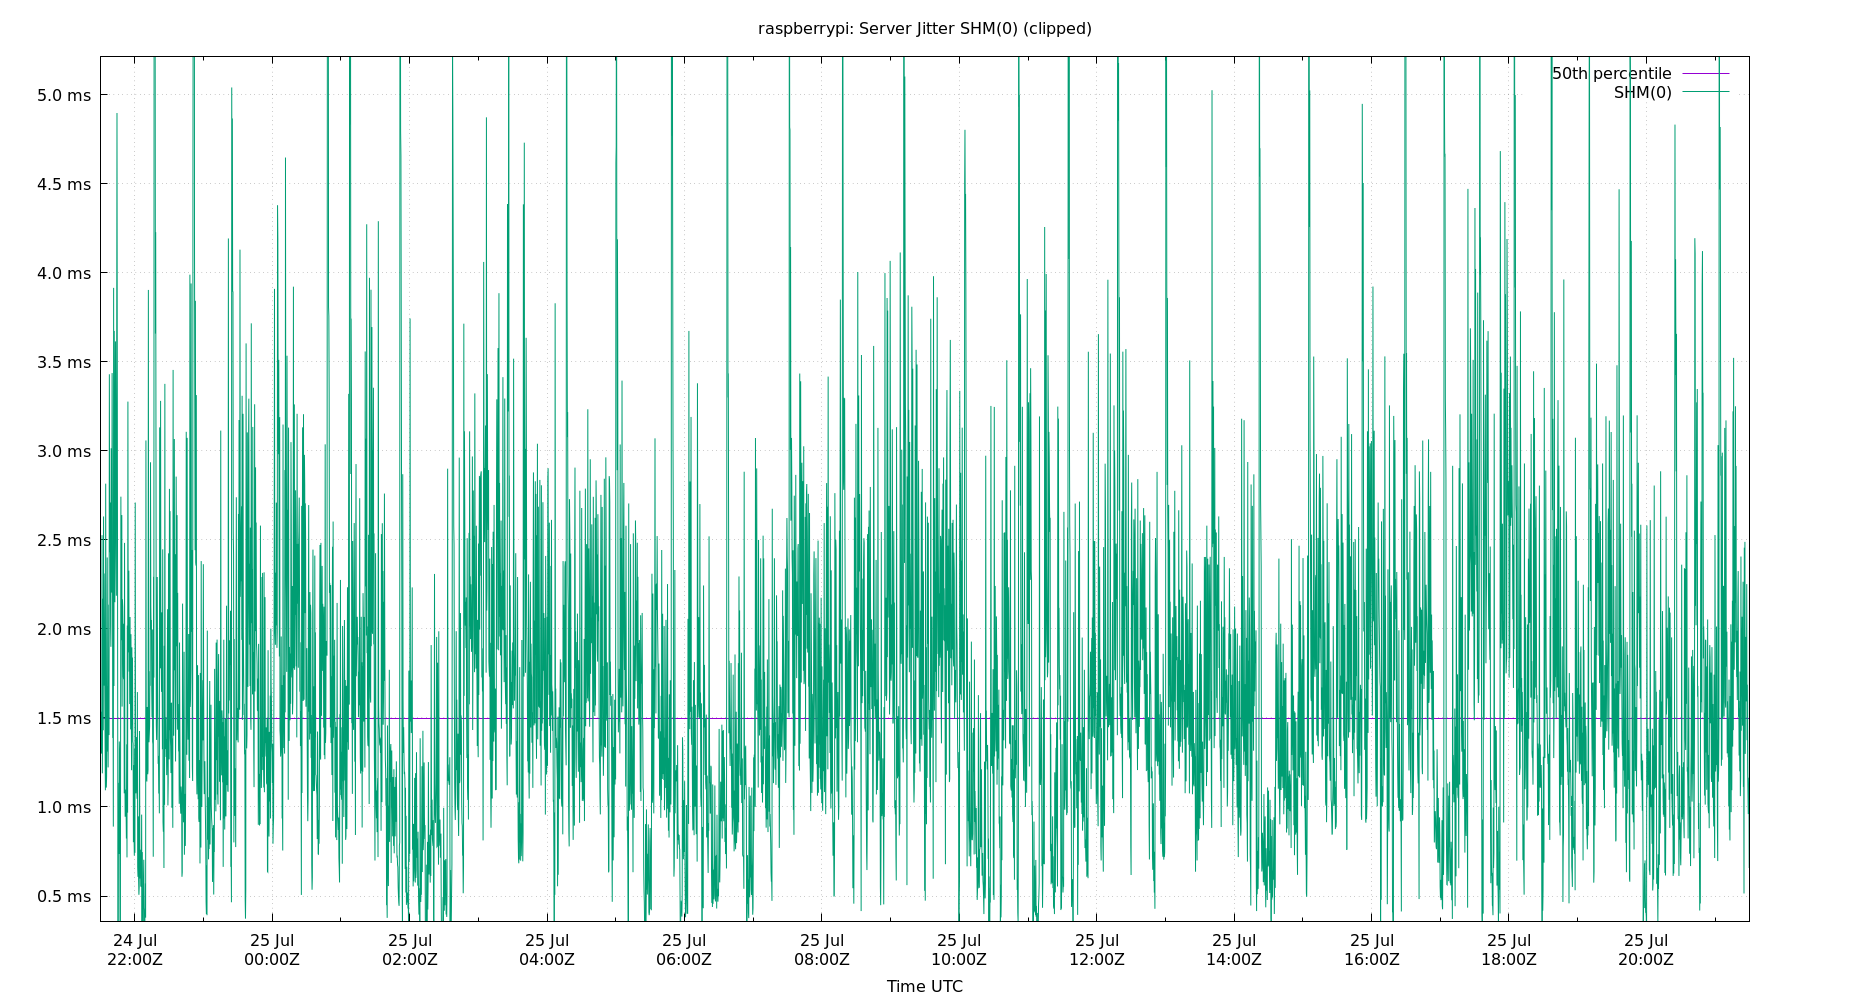 raspberrypi: Server Jitter SHM(0) (clipped)
50th percentile
SHM(0)
5.0 ms
4.5 ms
4.0 ms
3.5 ms
3.0 ms
2.5 ms
2.0 ms
1.5 ms
1.0 ms
0.5 ms
24 Jul 25 Jul 25 Jul 25 Jul 25 Jul 25 Jul 25 Jul 25 Jul 25 Jul 25 Jul 25 Jul 25 Jul
22:00Z 00:00Z 02:00Z 04:00Z 06:00Z 08:00Z 10:00Z 12:00Z 14:00Z 16:00Z 18:00Z 20:00Z
Time UTC